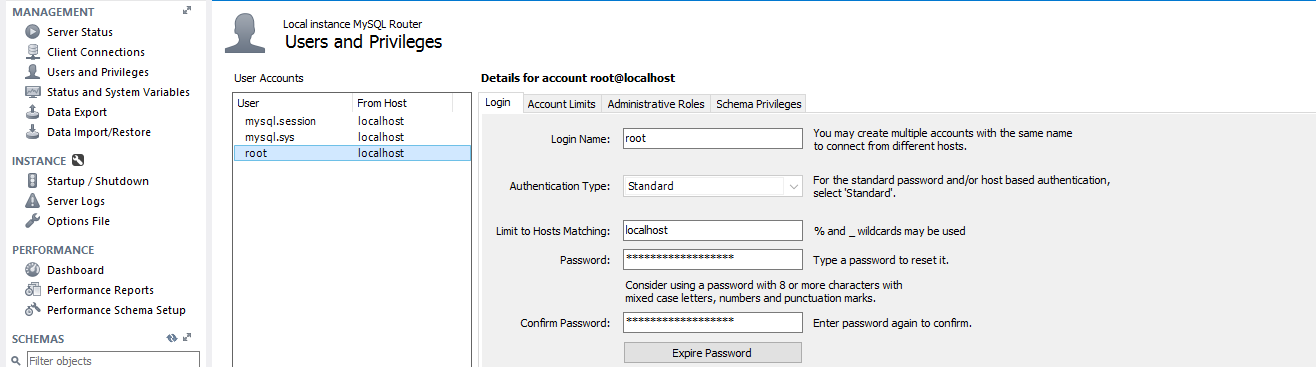 MANAGEMENT
Server Status
Client Connections
Users and Privileges
Status and System Variables
Data Export
Data Import/Restore
INSTANCE
Startup / Shutdown
Server Logs
Options File
PERFORMANCE
Dashboard
Performance Reports
Performance Schema Setup
SCHEMAS
Filter objects
Local instance MySQL Router
Users and Privileges
User Accounts
User From Host
mysql.session localhost
mysql.sys localhost
root localhost
Details for account root@localhost
Login Account Limits Administrative Roles Schema Privileges
Login Name: root You may create multiple accounts with the same name
to connect from different hosts.
Authentication Type: Standard For the standard password and/or host based authentication,
select 'Standard'.
Limit to Hosts Matching: localhost % and _ wildcards may be used
Password: ****************** Type a password to reset it.
Consider using a password with 8 or more characters with
mixed case letters, numbers and punctuation marks.
Confirm Password: ****************** Enter password again to confirm.
Expire Password